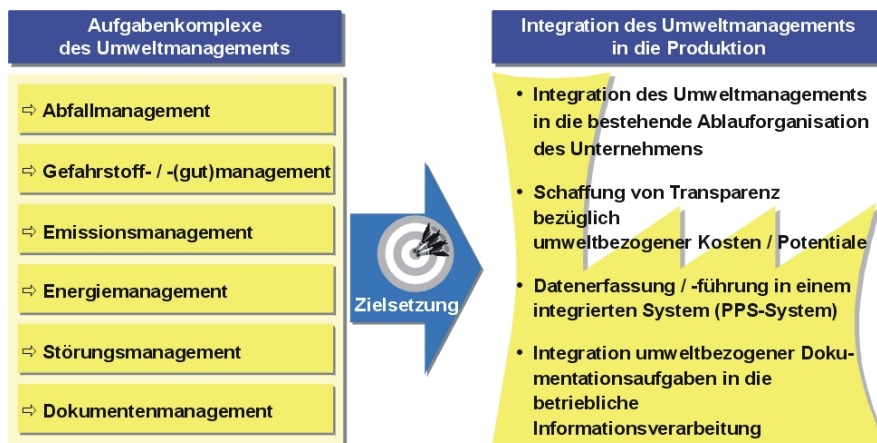 Aufgabenkomplexe
des Umweltmanagements
⇨ Abfallmanagement
⇨ Gefahrstoff- / -(gut)management
⇨ Emissionsmanagement
⇨ Energiemanagement
⇨ Störungsmanagement
⇨ Dokumentenmanagement
Zielsetzung
Integration des Umweltmanagements
in die Produktion
• Integration des Umweltmanagements
in die bestehende Ablauforganisation
des Unternehmens
• Schaffung von Transparenz
bezüglich
umweltbezogener Kosten / Potentiale
• Datenerfassung / -führung in einem
integrierten System (PPS-System)
• Integration umweltbezogener Doku-
mentationsaufgaben in die
betriebliche
Informationsverarbeitung